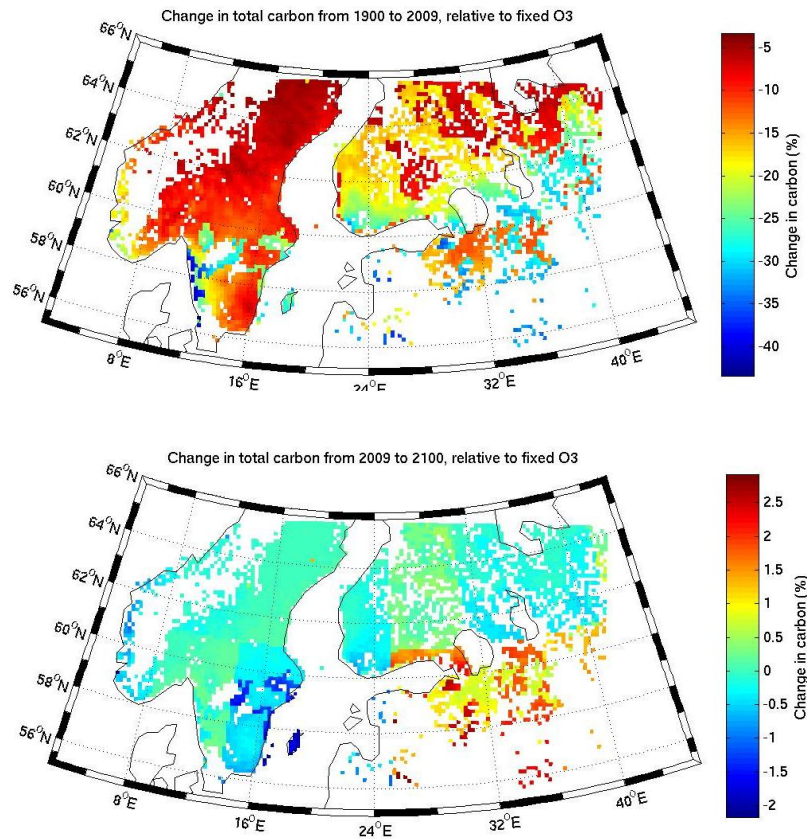 Change in total carbon from 1900 to 2009, relative to fixed O3
66°N
64°N
62°N
60°N
58°N
56°N
8°E
16°E
24°E
32°E
40°E
-5
-10
-15
-20
-25
-30
-35
-40
Change in carbon (%)
Change in total carbon from 2009 to 2100, relative to fixed O3
66°N
64°N
62°N
60°N
58°N
56°N
8°E
16°E
24°E
32°E
40°E
2.5
2
1.5
1
0.5
0
-0.5
-1
-1.5
-2
Change in carbon (%)